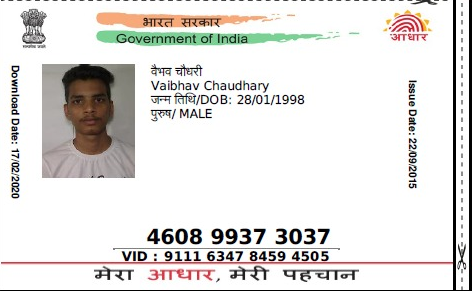 भारत सरकार
Government of India
आधार
Download Date: 17/02/2020
वैभव चौधरी
Vaibhav Chaudhary
जन्म तिथि/DOB: 28/01/1998
पुरुष/ MALE
Issue Date: 22/09/2015
4608 9937 3037
VID : 9111 6347 8459 4505
मेरा आधार, मेरी पहचान